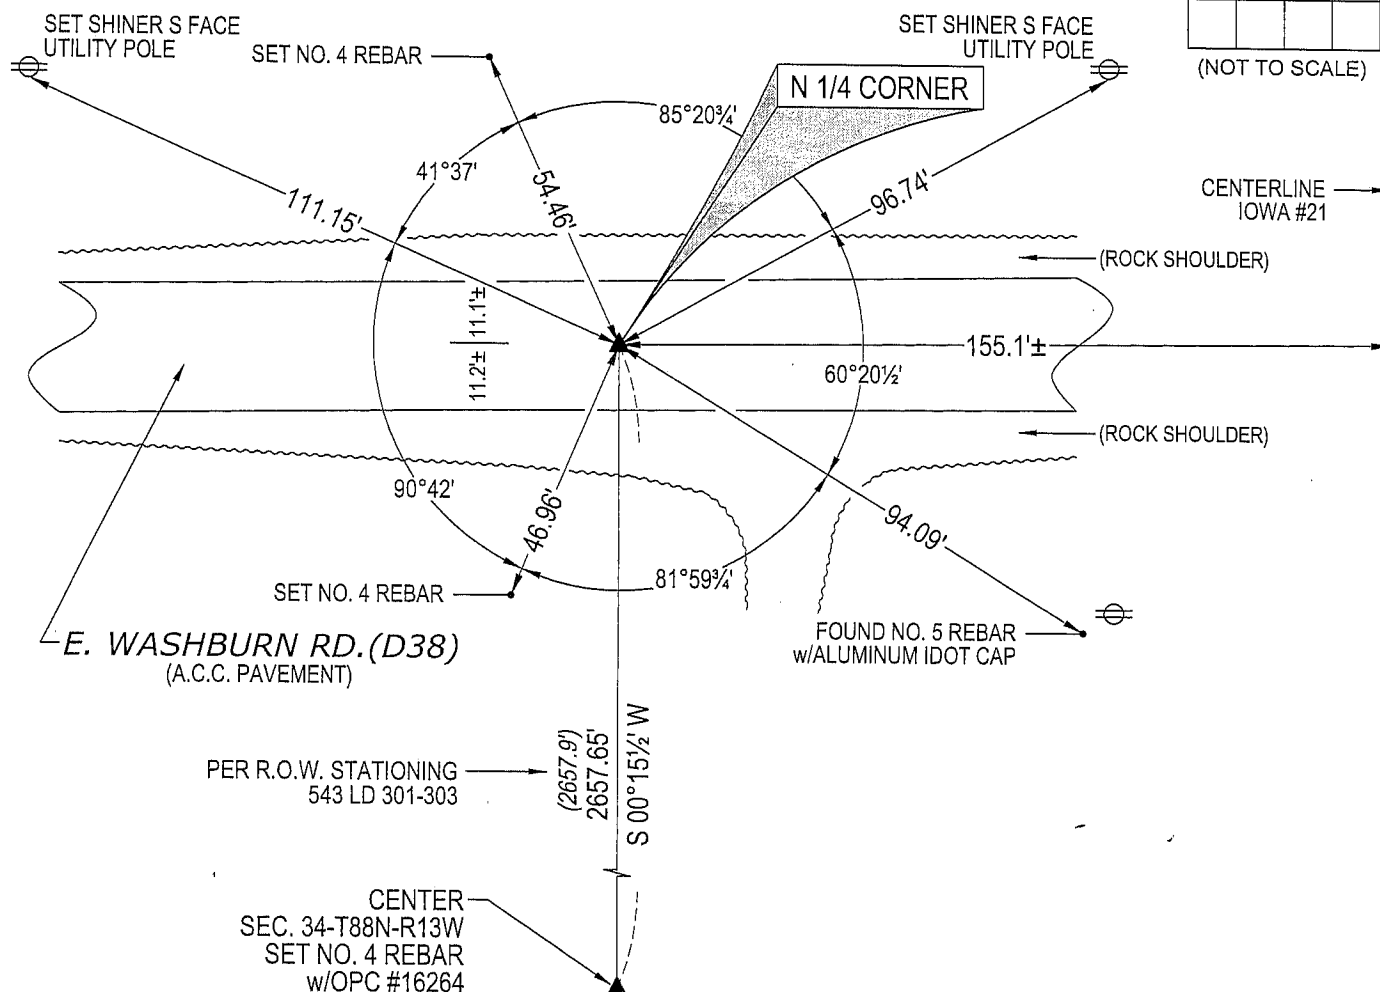 SET SHINER S FACE
UTILITY POLE
SET NO. 4 REBAR
SET SHINER S FACE
UTILITY POLE
(NOT TO SCALE)
N 1/4 CORNER
85°20¾'
41°37'
111.15'
54.46'
96.74'
CENTERLINE
IOWA #21
(ROCK SHOULDER)
11.1'±
11.2'±
155.1'±
60°20½'
(ROCK SHOULDER)
90°42'
46.96'
94.09'
81°59¾'
SET NO. 4 REBAR
FOUND NO. 5 REBAR
w/ALUMINUM IDOT CAP
E. WASHBURN RD.(D38)
(A.C.C. PAVEMENT)
PER R.O.W. STATIONING
543 LD 301-303
(2657.9')
2657.65'
S 00°15½' W
CENTER
SEC. 34-T88N-R13W
SET NO. 4 REBAR
w/OPC #16264